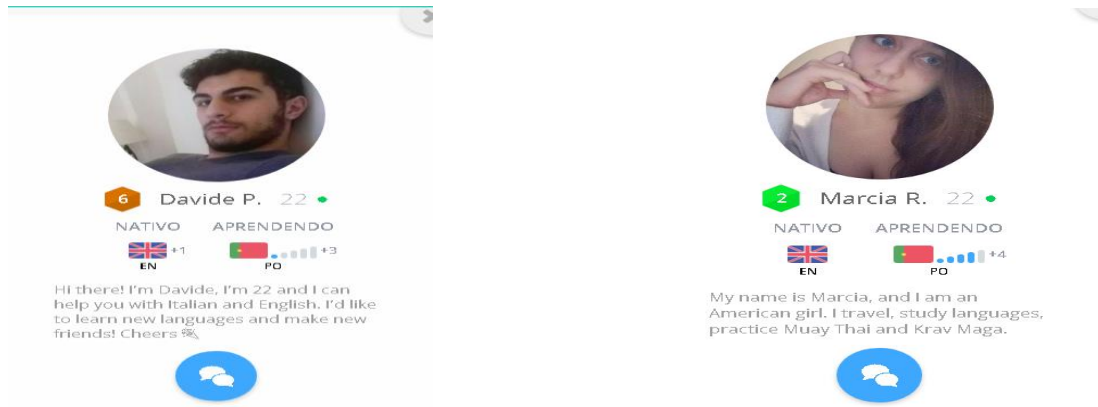 6 Davide P. 22
NATIVO APRENDENDO
+1 +3
EN PO
Hi there! I'm Davide, I'm 22 and I can
help you with Italian and English. I'd like
to learn new languages and make new
friends! Cheers
2 Marcia R. 22
NATIVO APRENDENDO
+4
EN PO
My name is Marcia, and I am an
American girl. I travel, study languages,
practice Muay Thai and Krav Maga.